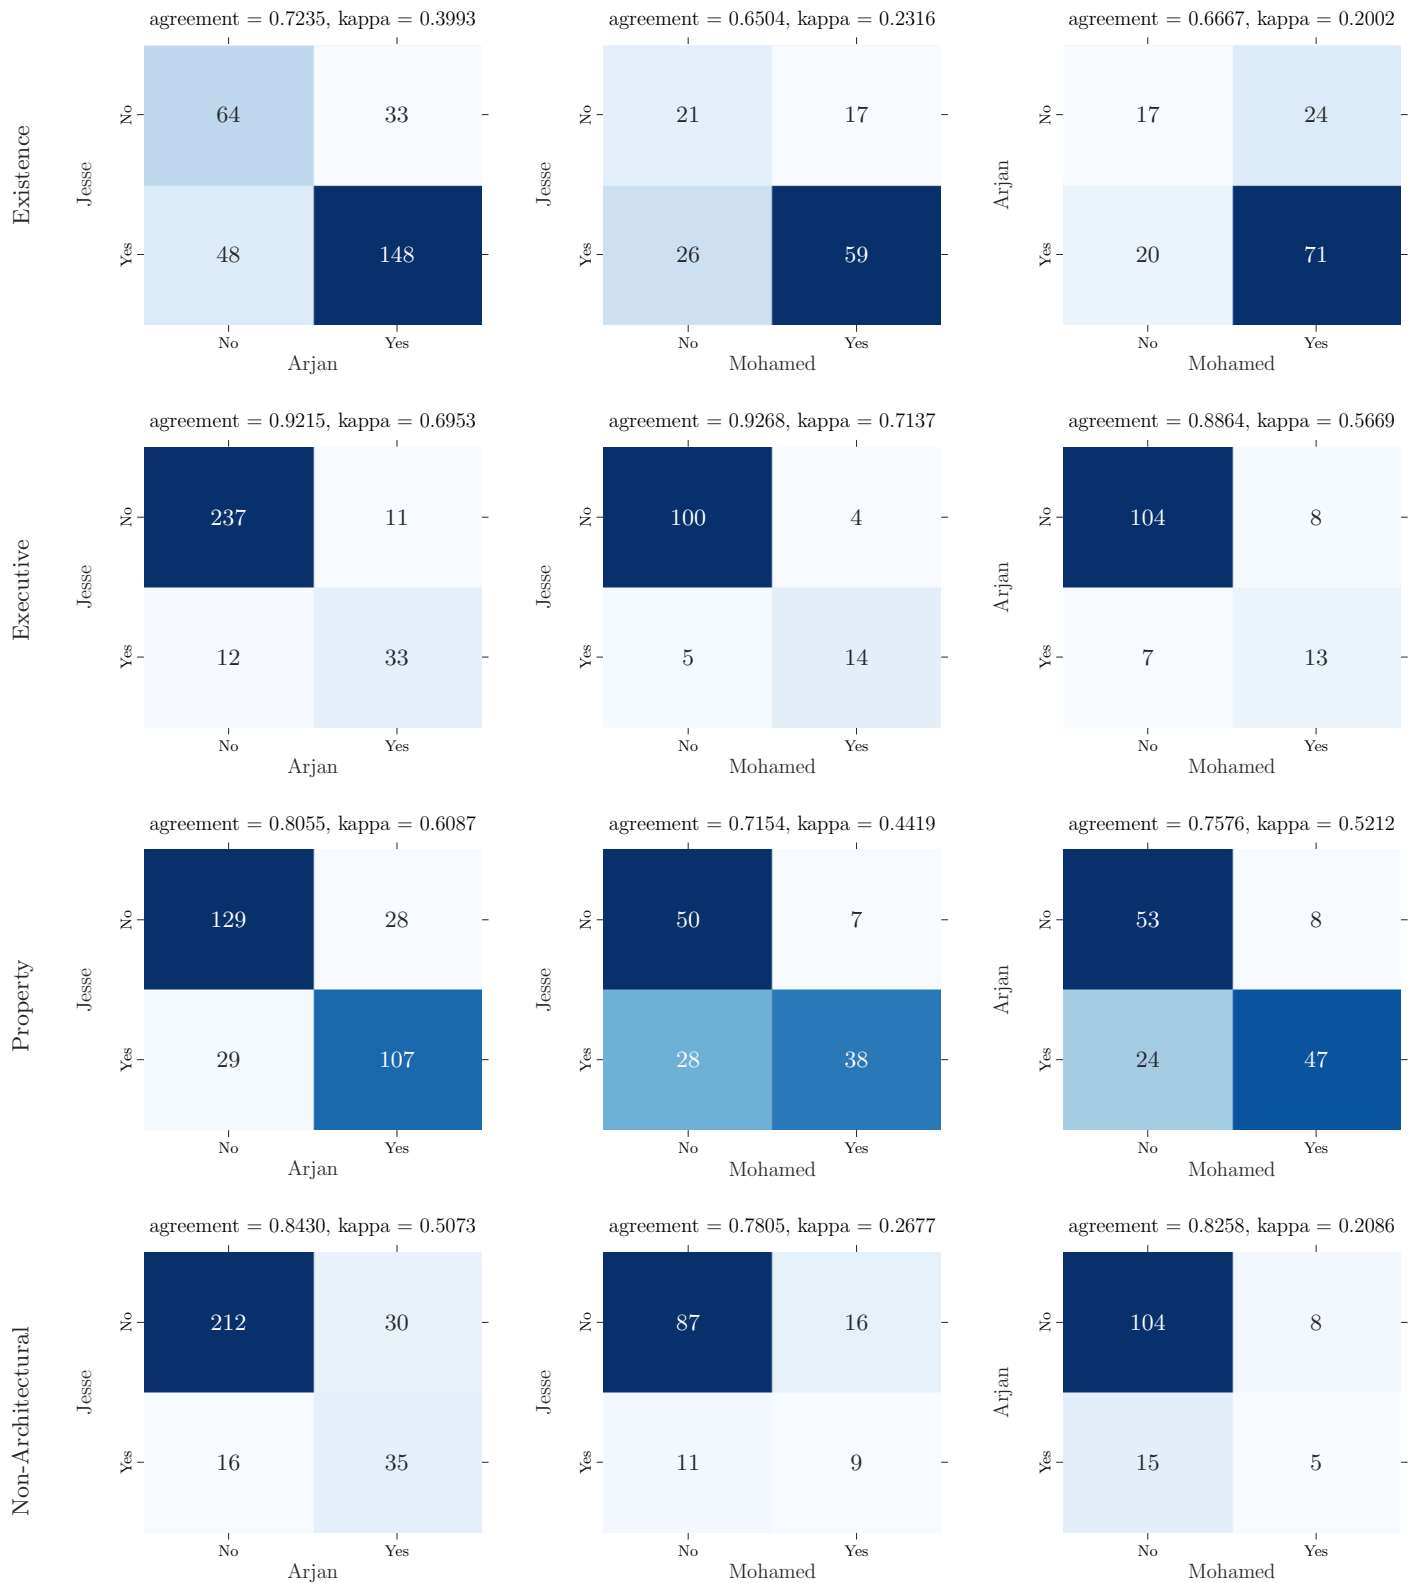 agreement = 0.7235, kappa = 0.3993
agreement = 0.6504, kappa = 0.2316
agreement = 0.6667, kappa = 0.2002
Existence
Jesse
No
64
33
Yes
48
148
No
Yes
Arjan
Jesse
No
21
17
Yes
26
59
No
Yes
Mohamed
Arjan
No
17
24
Yes
20
71
No
Yes
Mohamed
agreement = 0.9215, kappa = 0.6953
agreement = 0.9268, kappa = 0.7137
agreement = 0.8864, kappa = 0.5669
Executive
Jesse
No
237
11
Yes
12
33
No
Yes
Arjan
Jesse
No
100
4
Yes
5
14
No
Yes
Mohamed
Arjan
No
104
8
Yes
7
13
No
Yes
Mohamed
agreement = 0.8055, kappa = 0.6087
agreement = 0.7154, kappa = 0.4419
agreement = 0.7576, kappa = 0.5212
Property
Jesse
No
129
28
Yes
29
107
No
Yes
Arjan
Jesse
No
50
7
Yes
28
38
No
Yes
Mohamed
Arjan
No
53
8
Yes
24
47
No
Yes
Mohamed
agreement = 0.8430, kappa = 0.5073
agreement = 0.7805, kappa = 0.2677
agreement = 0.8258, kappa = 0.2086
Non-Architectural
Jesse
No
212
30
Yes
16
35
No
Yes
Arjan
Jesse
No
87
16
Yes
11
9
No
Yes
Mohamed
Arjan
No
104
8
Yes
15
5
No
Yes
Mohamed